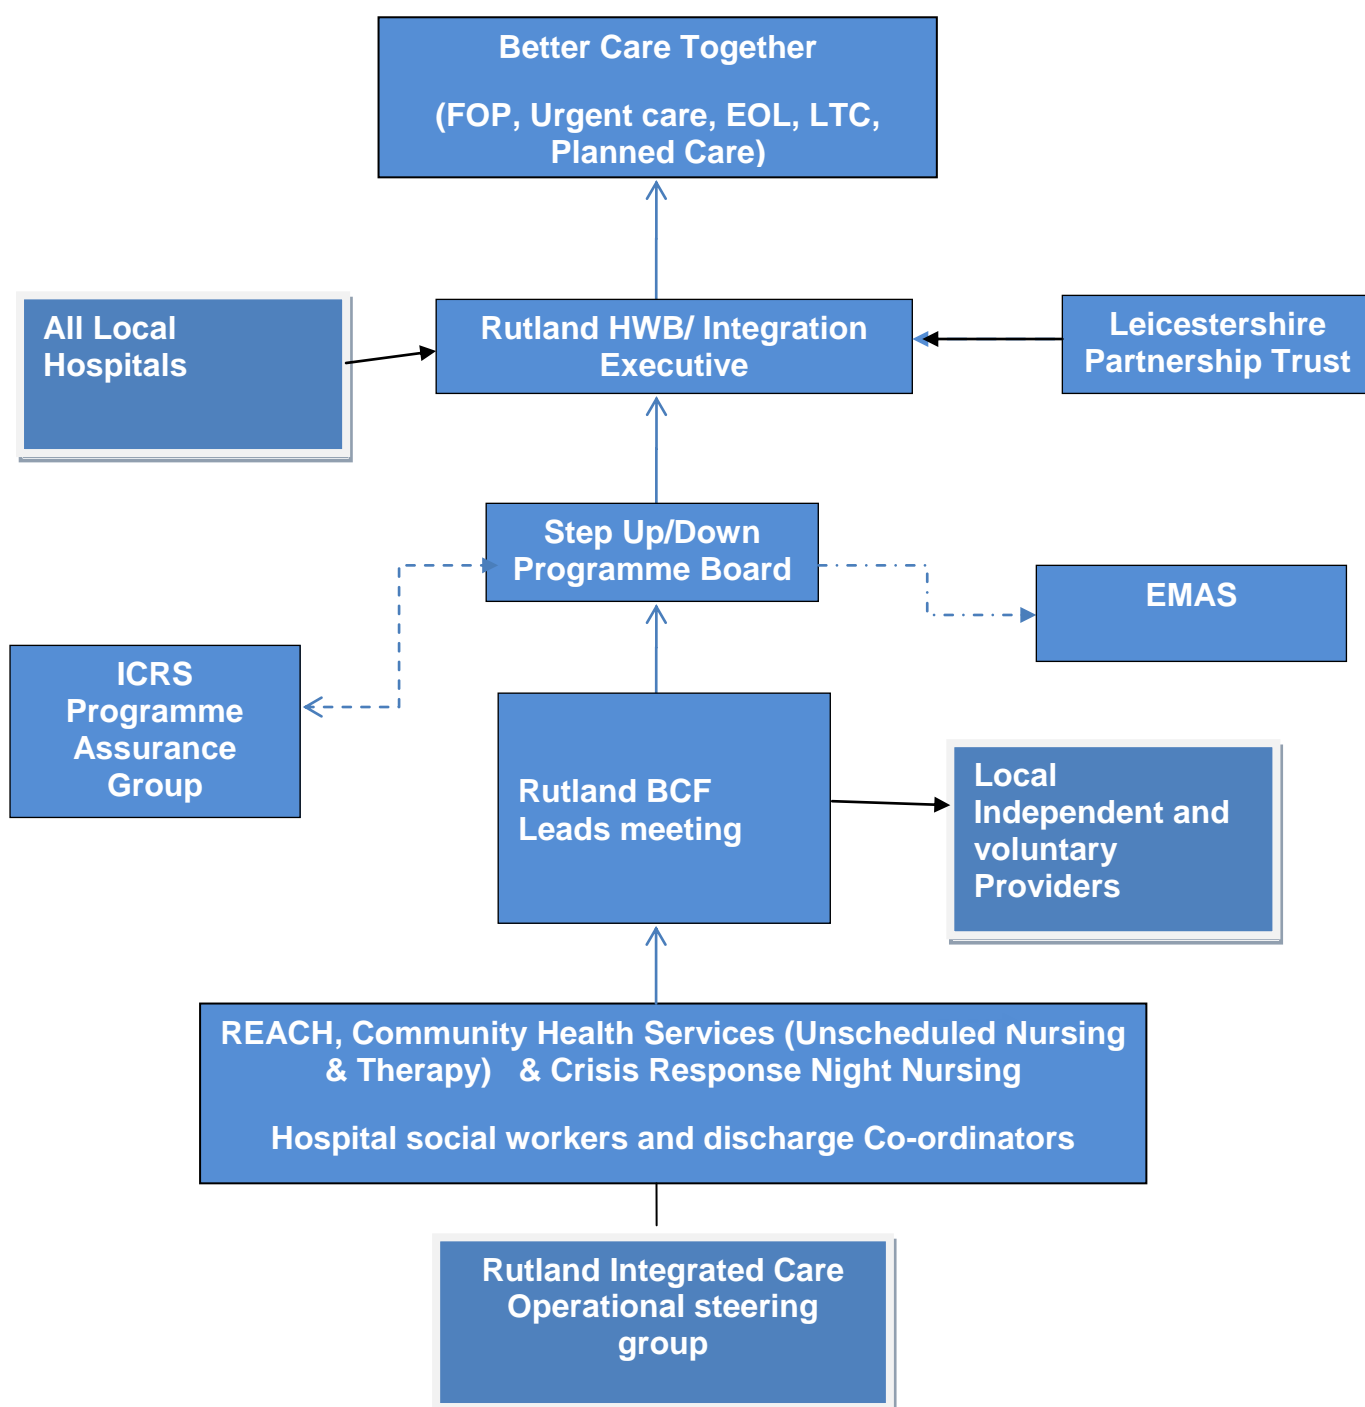 Better Care Together
(FOP, Urgent care, EOL, LTC,
Planned Care)
All Local
Hospitals
Rutland HWB/ Integration
Executive
Leicestershire
Partnership Trust
Step Up/Down
Programme Board
EMAS
ICRS
Programme
Assurance
Group
Rutland BCF
Leads meeting
Local
Independent and
voluntary
Providers
REACH, Community Health Services (Unscheduled Nursing
& Therapy) & Crisis Response Night Nursing
Hospital social workers and discharge Co-ordinators
Rutland Integrated Care
Operational steering
group